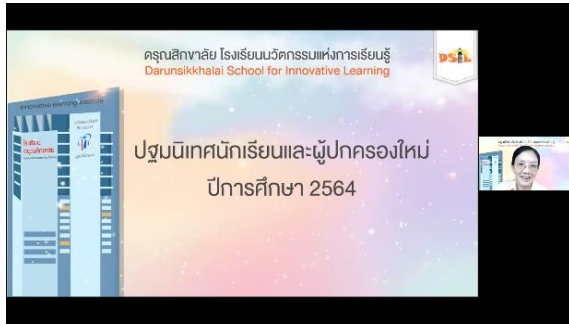 ดรุณสิกขาลัย โรงเรียนนวัตกรรมแห่งการเรียนรู้
Darunsikkhalai School for Innovative Learning
DSIL
Innovative learning Institute
ปฐมนิเทศนักเรียนและผู้ปกครองใหม่
ปีการศึกษา 2564